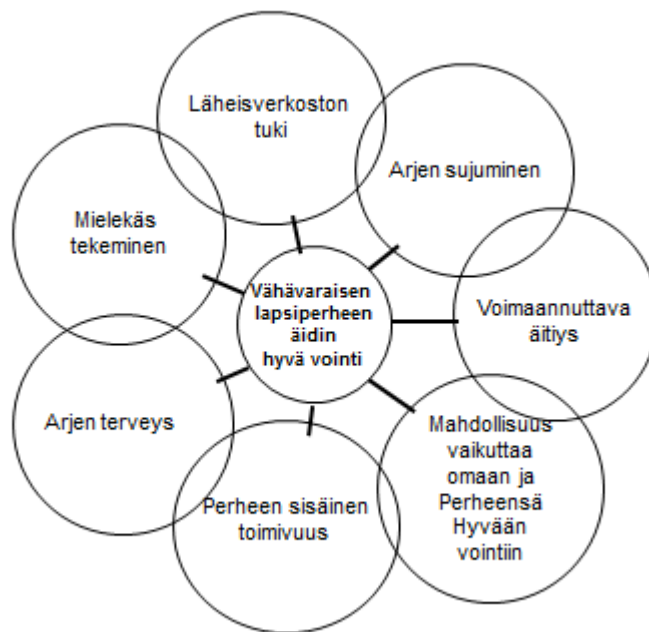 Läheisverkoston
tuki
Arjen sujuminen
Mielekäs
tekeminen
Vähävaraisen
lapsiperheen
äidin
hyvä vointi
Voimaannuttava
äitiys
Arjen terveys
Mahdollisuus
vaikuttaa
omaan ja
Perheensä
Hyvään
vointiin
Perheen sisäinen
toimivuus